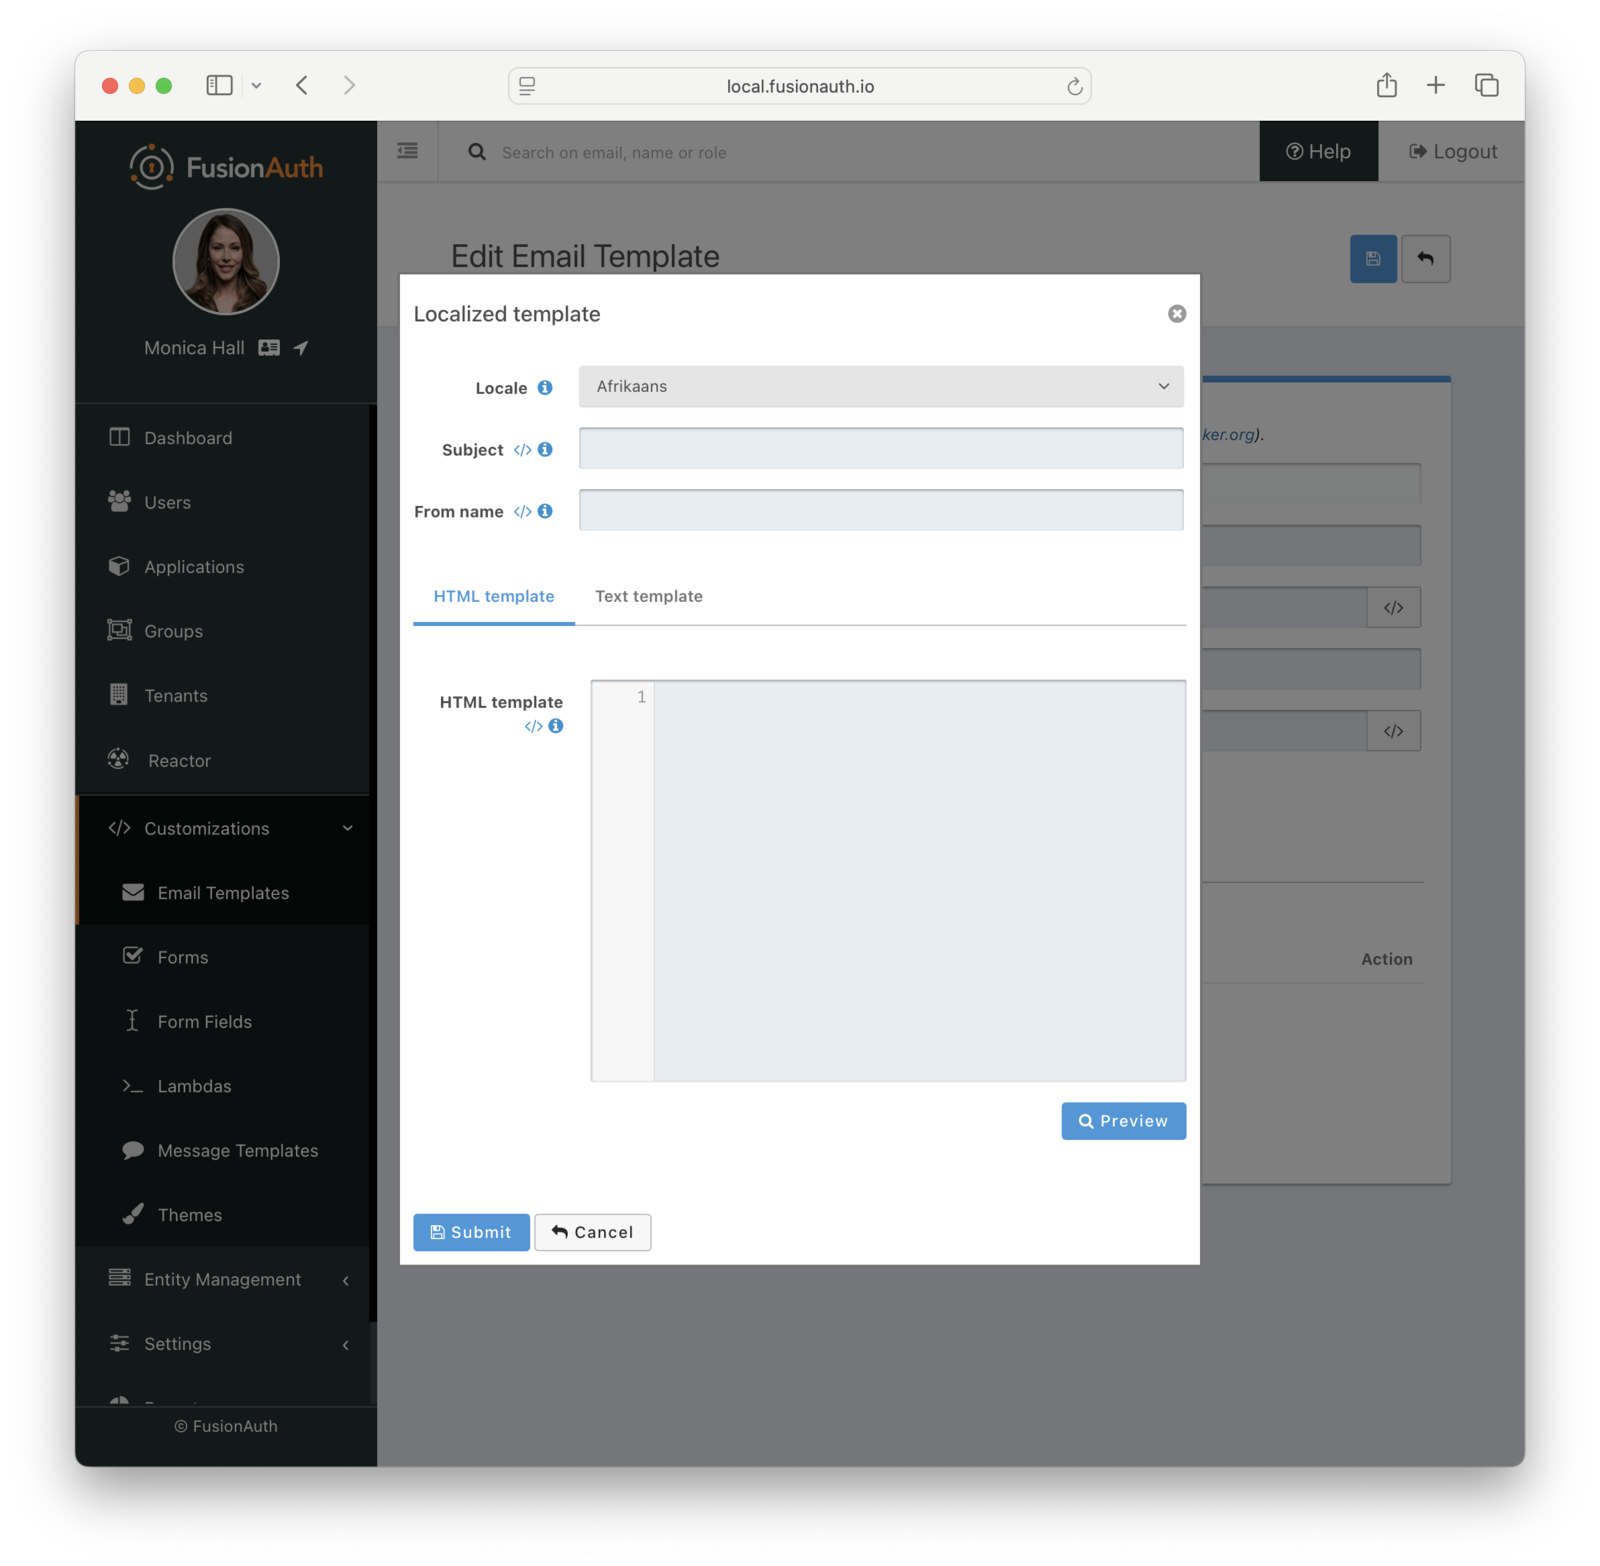 local.fusionauth.io
FusionAuth
Search on email, name or role
Help
Logout
Monica Hall
Edit Email Template
Localized template
Locale
Afrikaans
ker.org).
Subject
From name
HTML template
Text template
HTML template
1
Action
Preview
Submit
Cancel
Dashboard
Users
Applications
Groups
Tenants
Reactor
Customizations
Email Templates
Forms
Form Fields
Lambdas
Message Templates
Themes
Entity Management
Settings
© FusionAuth